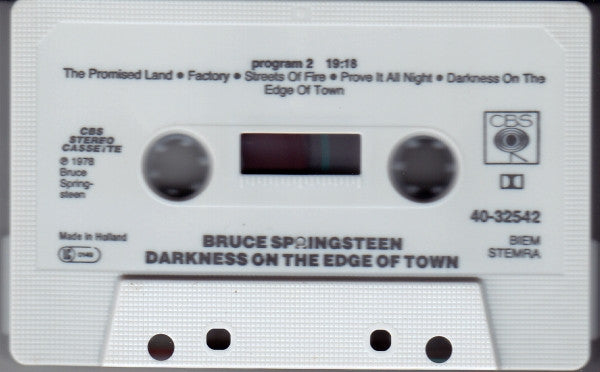 program 2 19:18
The Promised Land • Factory • Streets Of Fire • Prove It All Night • Darkness On The
Edge Of Town
CBS
STEREO
CASSETTE
℗ 1978
Bruce
Spring-
steen
CBS
40-32542
Made in Holland
BIEM
STEMRA
BRUCE SPRINGSTEEN
DARKNESS ON THE EDGE OF TOWN